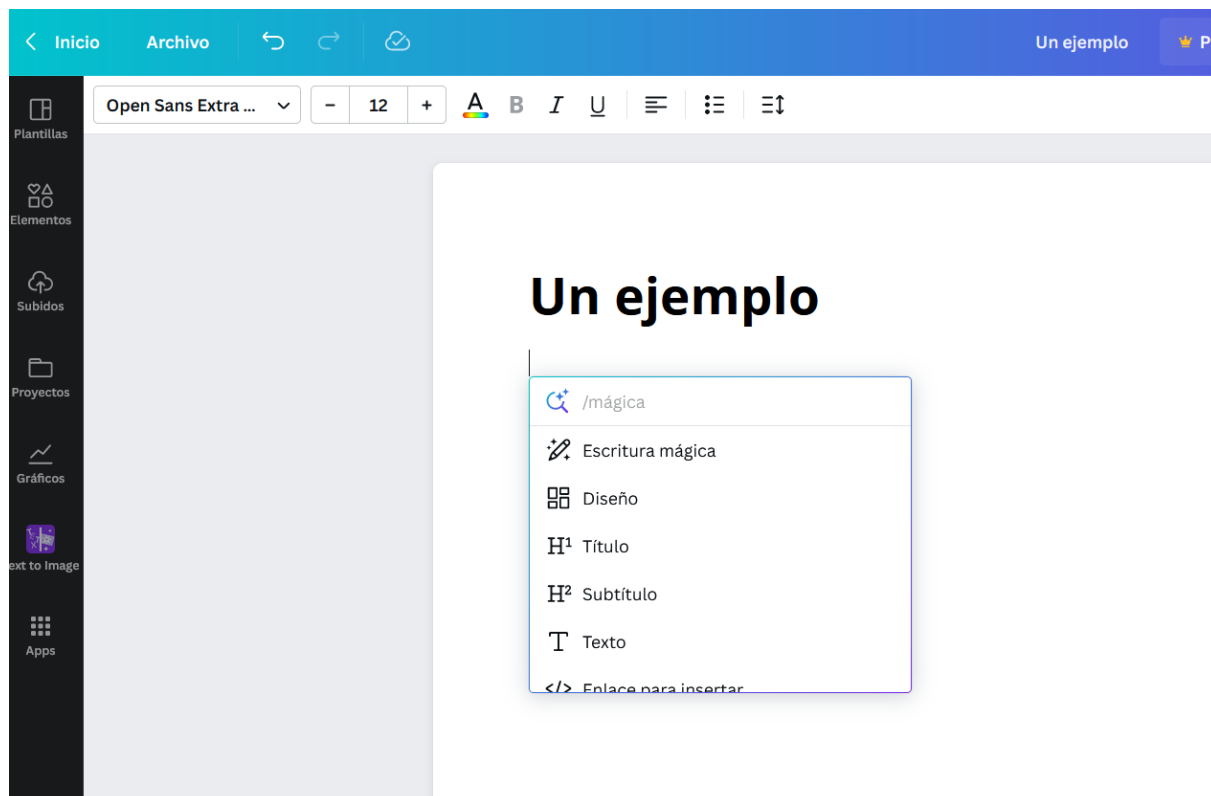 Inicio Archivo Un ejemplo P
Open Sans Extra ... - 12 + A B I U
Plantillas
Elementos
Subidos
Proyectos
Gráficos
ext to Image
Apps
Un ejemplo
/mágica
Escritura mágica
Diseño
H1 Título
H2 Subtítulo
T Texto
</> Enlace para insertar